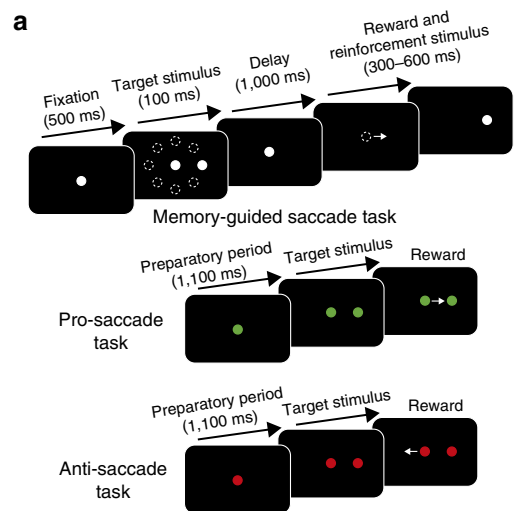 a
Fixation
(500 ms)
Target stimulus
(100 ms)
Delay
(1,000 ms)
Reward and
reinforcement stimulus
(300–600 ms)
Memory-guided saccade task
Preparatory period
(1,100 ms)
Target stimulus
Reward
Pro-saccade
task
Preparatory period
(1,100 ms)
Target stimulus
Reward
Anti-saccade
task